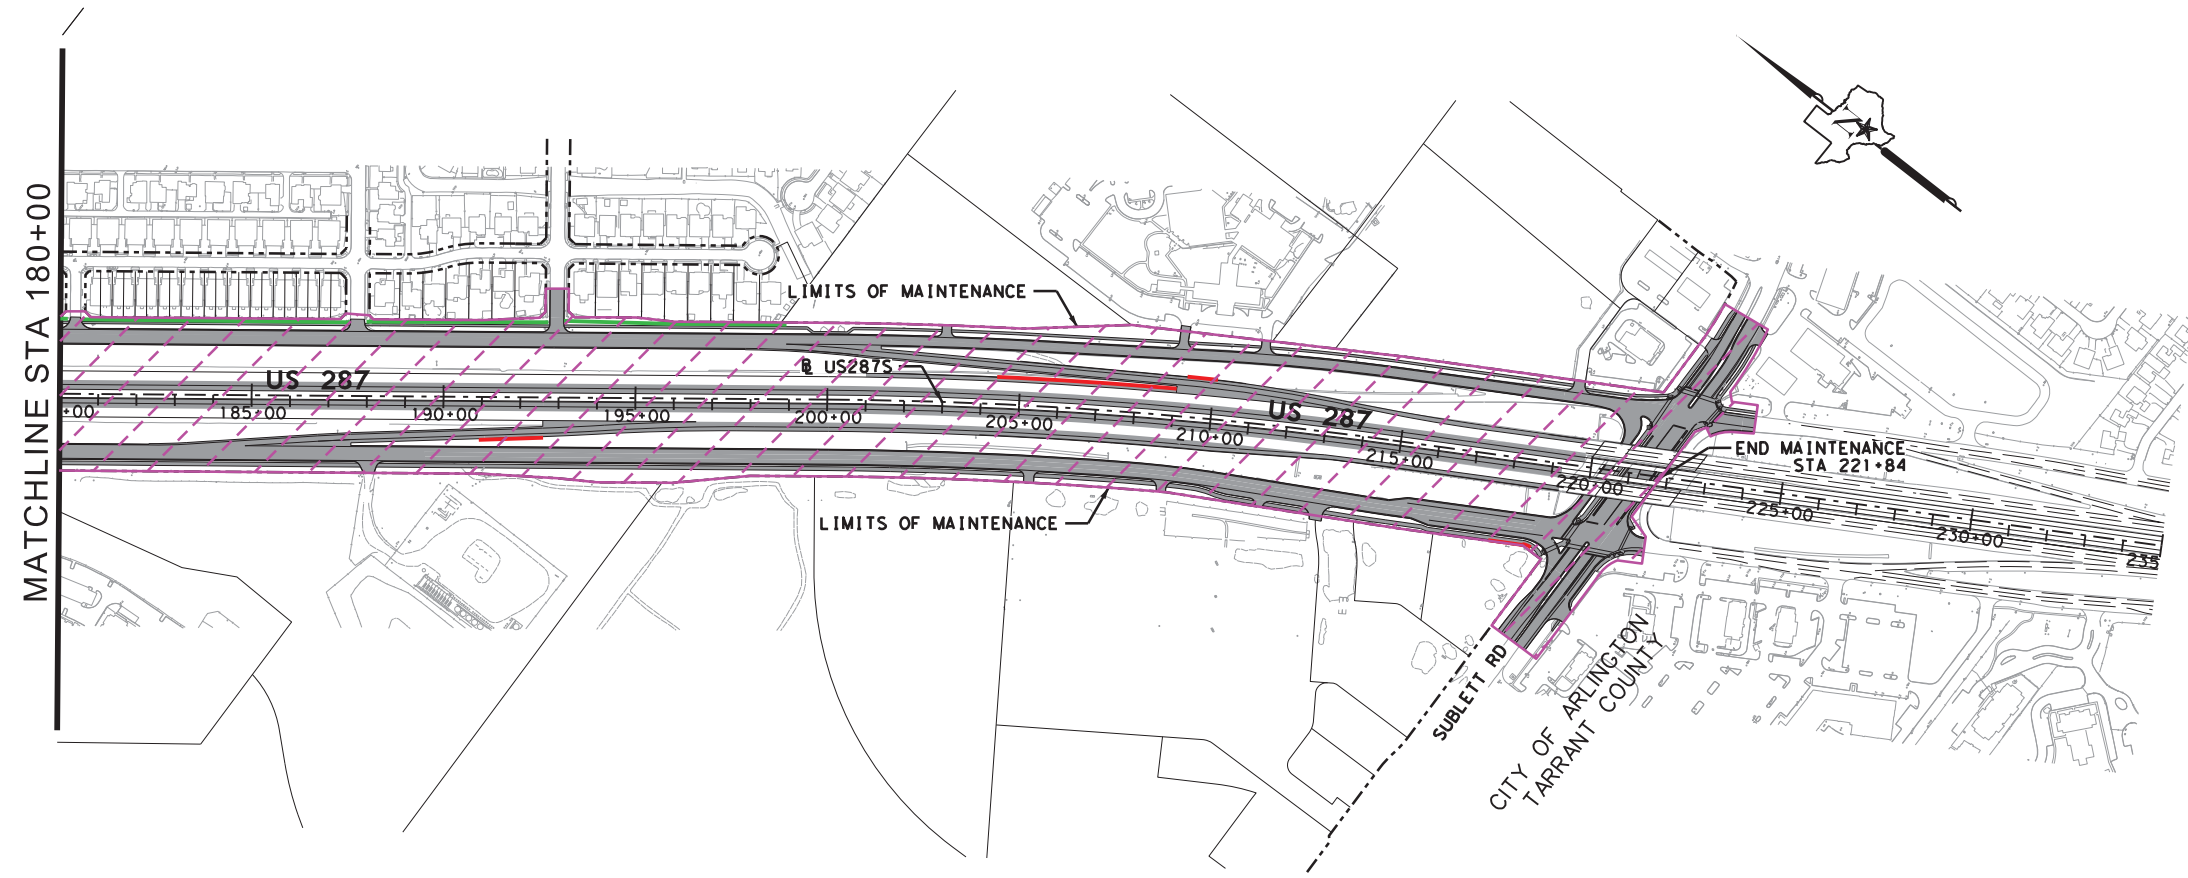 MATCHLINE STA 180+00
LIMITS OF MAINTENANCE
℄ US287S
US 287
US 287
+00
185+00
190+00
195+00
200+00
205+00
210+00
215+00
220+00
225+00
230+00
235
END MAINTENANCE
STA 221+84
LIMITS OF MAINTENANCE
SUBLETT RD
CITY OF ARLINGTON
TARRANT COUNTY